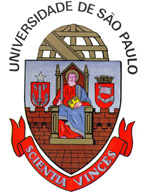 UNIVERSIDADE DE SÃO PAULO
SCIENTIA VINCES